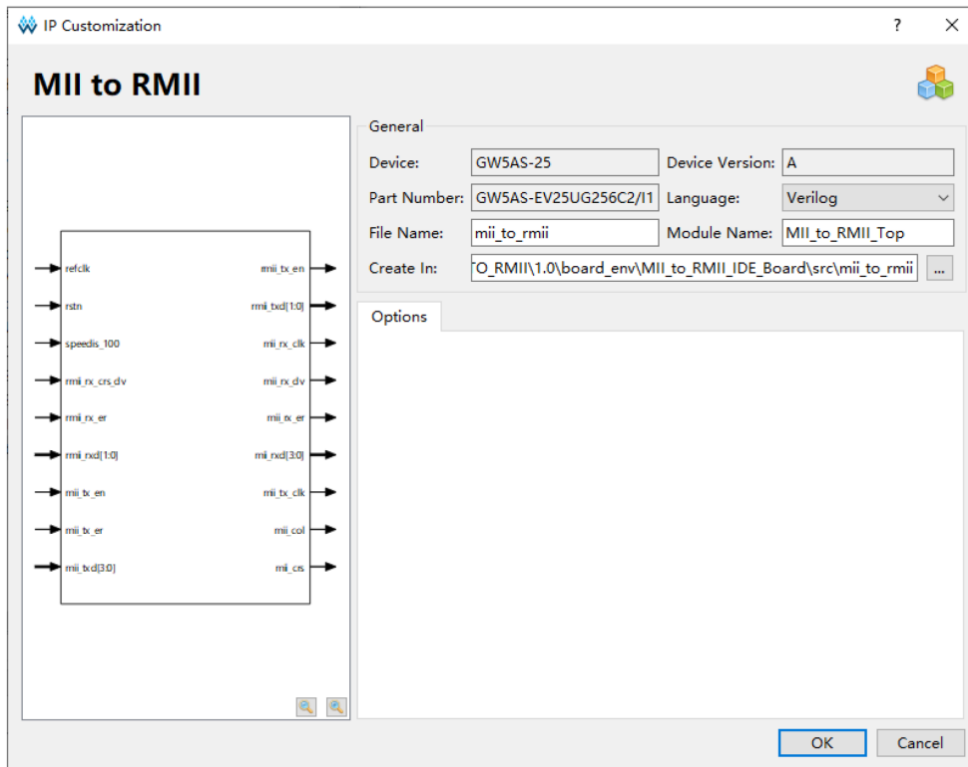 IP Customization
?
MII to RMII
General
Device:
GW5AS-25
Device Version:
A
Part Number:
GW5AS-EV25UG256C2/I1
Language:
Verilog
File Name:
mii_to_rmii
Module Name:
MII_to_RMII_Top
Create In:
TO_RMII\1.0\board_env\MII_to_RMII_IDE_Board\src\mii_to_rmii
...
Options
refclk
rstn
speedis_100
rmii_rx_crs_dv
rmii_rx_er
rmii_rxd[1:0]
mii_tx_en
mii_tx_er
mii_txd[3:0]
rmii_tx_en
rmii_txd[1:0]
mii_rx_clk
mii_rx_dv
mii_rx_er
mii_rxd[3:0]
mii_tx_clk
mii_col
mii_crs
OK
Cancel